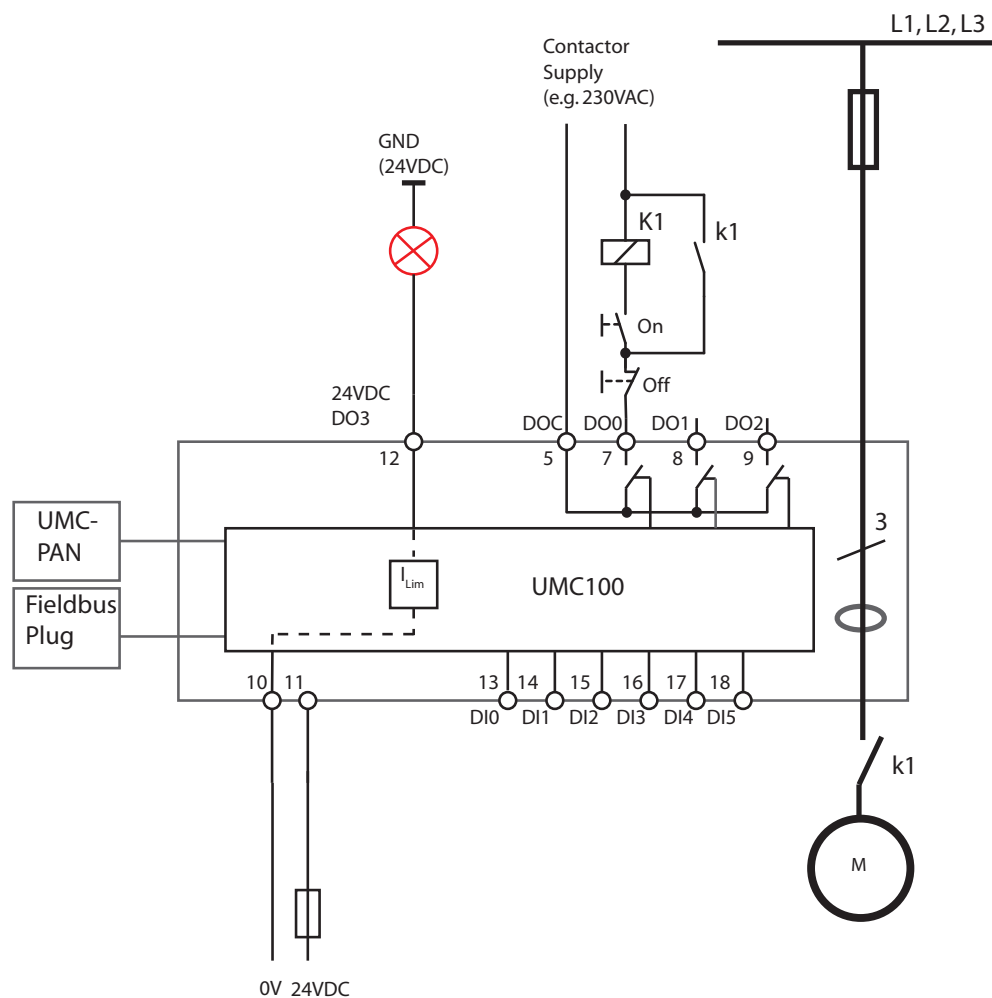 L1, L2, L3
Contactor
Supply
(e.g. 230VAC)
GND
(24VDC)
K1
k1
On
Off
24VDC
DO3
DOC
DO0
DO1
DO2
12
5
7
8
9
UMC-
PAN
3
I Lim
UMC100
Fieldbus
Plug
10
11
13
14
15
16
17
18
DI0
DI1
DI2
DI3
DI4
DI5
k1
M
0V
24VDC